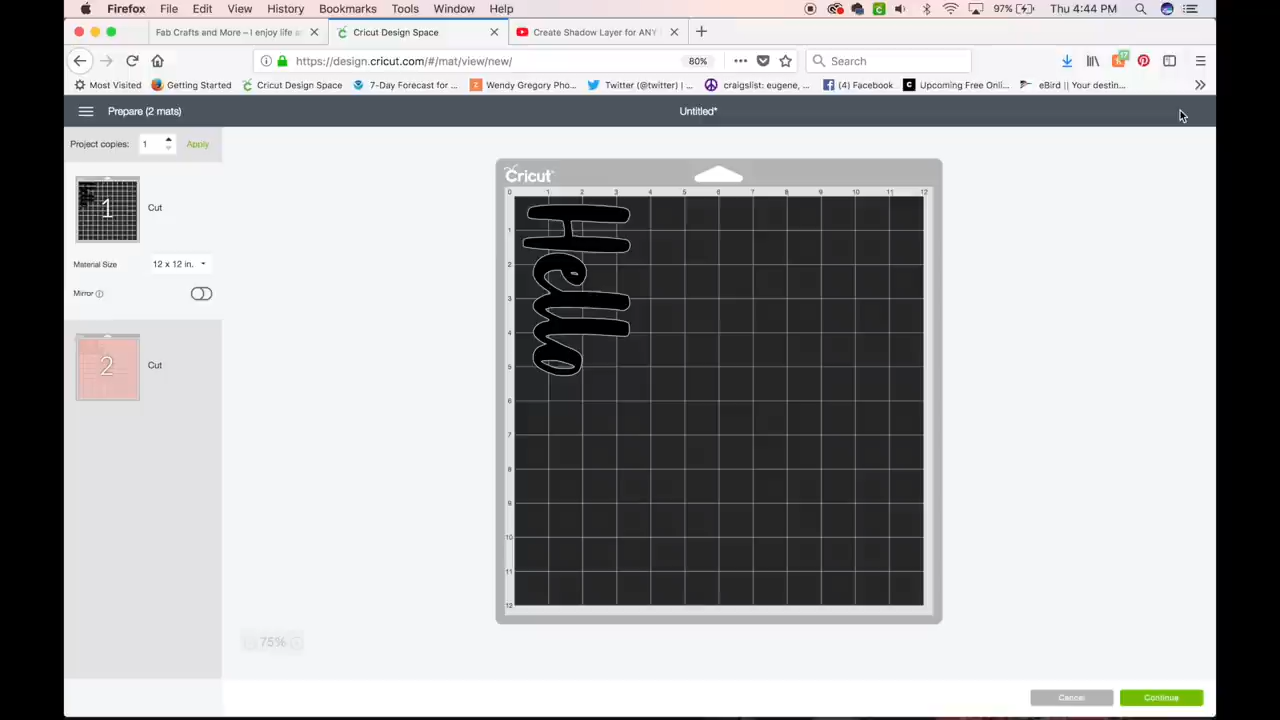 Firefox File Edit View History Bookmarks Tools Window Help 97% Thu 4:44 PM
Fab Crafts and More – I enjoy life a Cricut Design Space Create Shadow Layer for ANY
https://design.cricut.com/#/mat/view/new/ 80% Search 17
Most Visited Getting Started Cricut Design Space 7-Day Forecast for ... Wendy Gregory Pho... Twitter (@twitter) | ... craigslist: eugene, ... (4) Facebook Upcoming Free Onli... eBird || Your destin...
Prepare (2 mats) Untitled*
Project copies: 1 Apply
1 Cut
Material Size 12 x 12 in.
Mirror
2 Cut
Cricut
0 1 2 3 4 5 6 7 8 9 10 11 12
1
2
3
4
5
6
7
8
9
10
11
12
Hello
75%
Cancel Continue